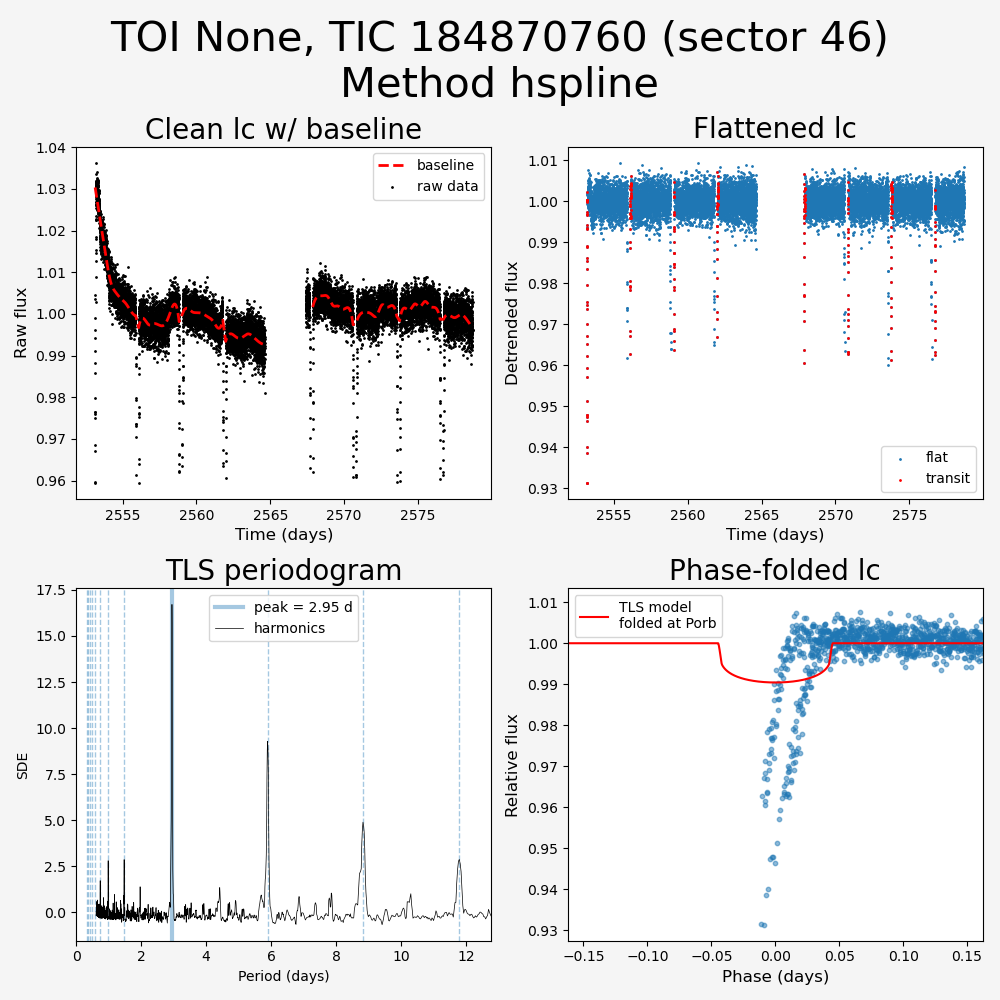 TOI None, TIC 184870760 (sector 46)
Method hspline
Clean lc w/ baseline
Raw flux
1.04
1.03
1.02
1.01
1.00
0.99
0.98
0.97
0.96
baseline
raw data
2555
2560
2565
2570
2575
Time (days)
Flattened lc
Detrended flux
1.01
1.00
0.99
0.98
0.97
0.96
0.95
0.94
0.93
flat
transit
2555
2560
2565
2570
2575
Time (days)
TLS periodogram
SDE
17.5
15.0
12.5
10.0
7.5
5.0
2.5
0.0
peak = 2.95 d
harmonics
0
2
4
6
8
10
12
Period (days)
Phase-folded lc
Relative flux
1.01
1.00
0.99
0.98
0.97
0.96
0.95
0.94
0.93
TLS model
folded at Porb
−0.15
−0.10
−0.05
0.00
0.05
0.10
0.15
Phase (days)